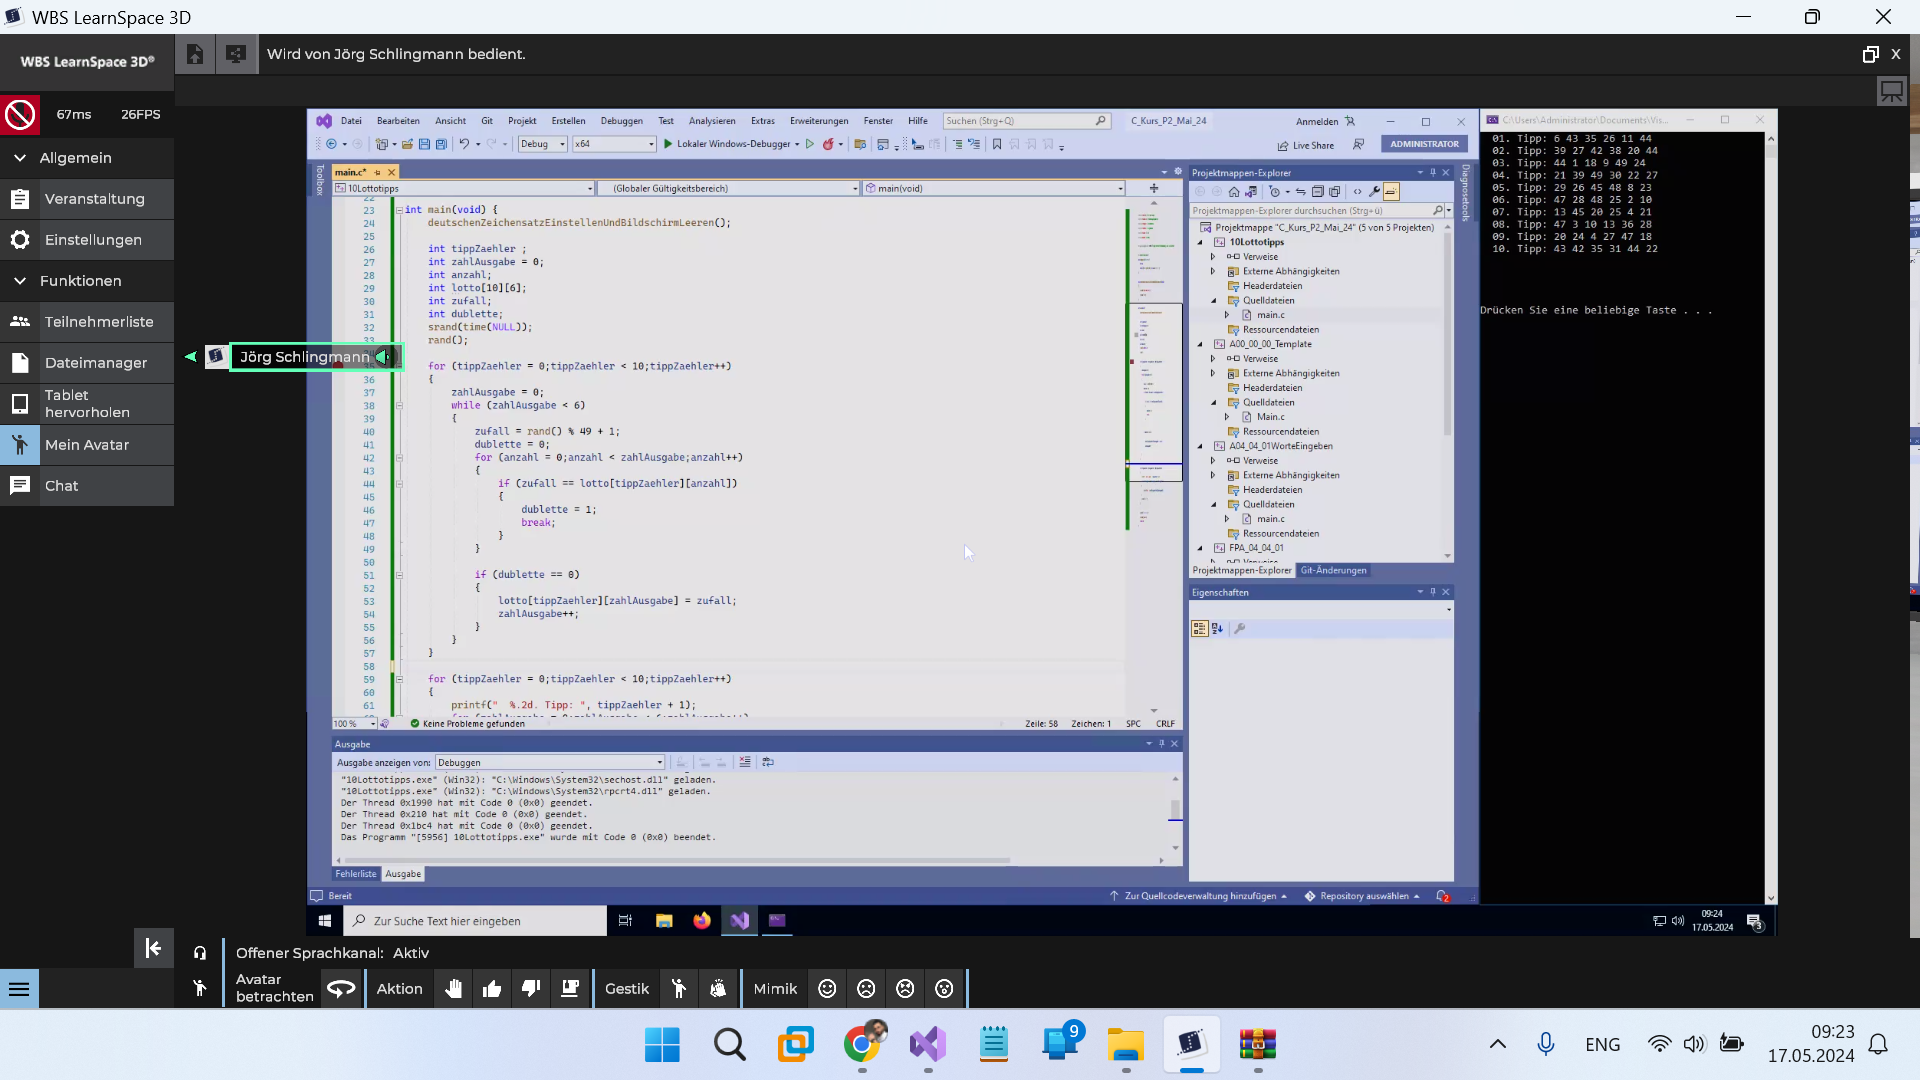 WBS LearnSpace 3D
WBS LearnSpace 3D®
Wird von Jörg Schlingmann bedient.
X
67ms
26FPS
Allgemein
Veranstaltung
Einstellungen
Funktionen
Teilnehmerliste
Dateimanager
Tablet
hervorholen
Mein Avatar
Chat
Jörg Schlingmann
Datei Bearbeiten Ansicht Git Projekt Erstellen Debuggen Test Analysieren Extras Erweiterungen Fenster Hilfe
Suchen (Strg+Q)
C_Kurs_P2_Mai_24
Anmelden
Debug x64 Lokaler Windows-Debugger
Live Share
ADMINISTRATOR
Toolbox
main.c*
10Lottotipps (Globaler Gültigkeitsbereich) main(void)
22
23 int main(void) {
24 deutschenZeichensatzEinstellenUndBildschirmLeeren();
25
26 int tippZaehler ;
27 int zahlAusgabe = 0;
28 int anzahl;
29 int lotto[10][6];
30 int zufall;
31 int dublette;
32 srand(time(NULL));
33 rand();
for (tippZaehler = 0;tippZaehler < 10;tippZaehler++)
36 {
37 zahlAusgabe = 0;
38 while (zahlAusgabe < 6)
39 {
40 zufall = rand() % 49 + 1;
41 dublette = 0;
42 for (anzahl = 0;anzahl < zahlAusgabe;anzahl++)
43 {
44 if (zufall == lotto[tippZaehler][anzahl])
45 {
46 dublette = 1;
47 break;
48 }
49 }
50
51 if (dublette == 0)
52 {
53 lotto[tippZaehler][zahlAusgabe] = zufall;
54 zahlAusgabe++;
55 }
56 }
57 }
58
59 for (tippZaehler = 0;tippZaehler < 10;tippZaehler++)
60 {
61 printf(" %.2d. Tipp: ", tippZaehler + 1);
100 % Keine Probleme gefunden
Zeile: 58 Zeichen: 1 SPC CRLF
Ausgabe
Ausgabe anzeigen von: Debuggen
"10Lottotipps.exe" (Win32): "C:\Windows\System32\sechost.dll" geladen.
"10Lottotipps.exe" (Win32): "C:\Windows\System32\rpcrt4.dll" geladen.
Der Thread 0x1990 hat mit Code 0 (0x0) geendet.
Der Thread 0x210 hat mit Code 0 (0x0) geendet.
Der Thread 0x1bc4 hat mit Code 0 (0x0) geendet.
Das Programm "[5956] 10Lottotipps.exe" wurde mit Code 0 (0x0) beendet.
Fehlerliste Ausgabe
Bereit
Zur Quellcodeverwaltung hinzufügen
Repository auswählen
2
Projektmappen-Explorer
Projektmappen-Explorer durchsuchen (Strg+ü)
Projektmappe "C_Kurs_P2_Mai_24" (5 von 5 Projekten)
10Lottotipps
Verweise
Externe Abhängigkeiten
Headerdateien
Quelldateien
main.c
Ressourcendateien
A00_00_00_Template
Verweise
Externe Abhängigkeiten
Headerdateien
Quelldateien
Main.c
Ressourcendateien
A04_04_01WorteEingeben
Verweise
Externe Abhängigkeiten
Headerdateien
Quelldateien
main.c
Ressourcendateien
FPA_04_04_01
Projektmappen-Explorer Git-Änderungen
Eigenschaften
Diagnosetools
C:\Users\Administrator\Documents\Vis...
01. Tipp: 6 43 35 26 11 44
02. Tipp: 39 27 42 38 20 44
03. Tipp: 44 1 18 9 49 24
04. Tipp: 21 39 49 30 22 27
05. Tipp: 29 26 45 48 8 23
06. Tipp: 47 28 48 25 2 10
07. Tipp: 13 45 20 25 4 21
08. Tipp: 47 3 10 13 36 28
09. Tipp: 20 24 4 27 47 18
10. Tipp: 43 42 35 31 44 22
Drücken Sie eine beliebige Taste . . .
Zur Suche Text hier eingeben
09:24
17.05.2024
3
Offener Sprachkanal: Aktiv
Avatar
betrachten
Aktion
Gestik
Mimik
9
ENG
09:23
17.05.2024